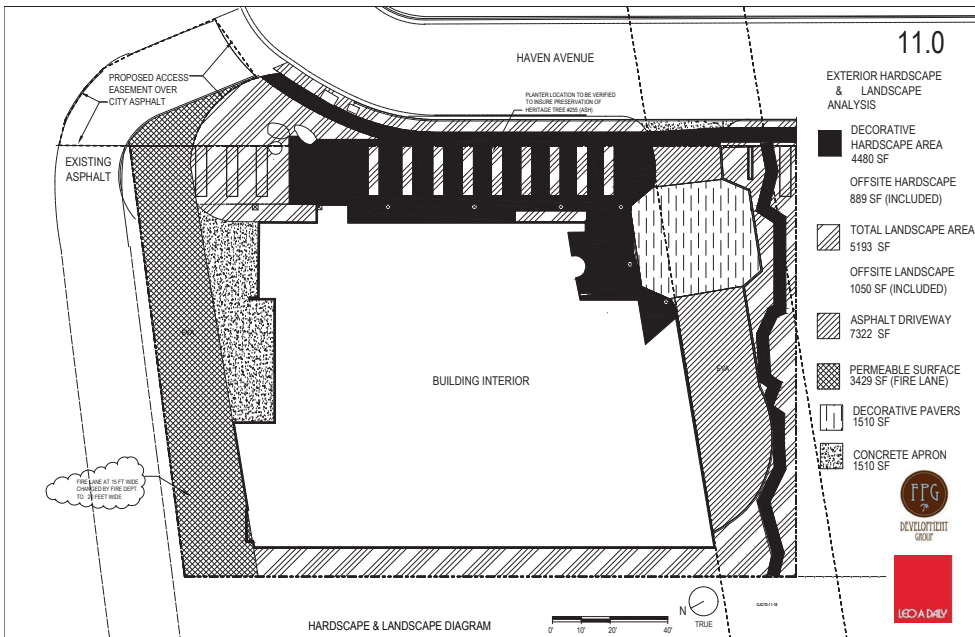 11.0
HAVEN AVENUE
PROPOSED ACCESS
EASEMENT OVER
CITY ASPHALT
PLANTER LOCATION TO BE VERIFIED
TO INSURE PRESERVATION OF
HERITAGE TREE #255 (ASH)
EXISTING
ASPHALT
EXTERIOR HARDSCAPE
& LANDSCAPE
ANALYSIS
DECORATIVE
HARDSCAPE AREA
4480 SF
OFFSITE HARDSCAPE
889 SF (INCLUDED)
TOTAL LANDSCAPE AREA
5193 SF
OFFSITE LANDSCAPE
1050 SF (INCLUDED)
ASPHALT DRIVEWAY
7322 SF
PERMEABLE SURFACE
3429 SF (FIRE LANE)
DECORATIVE PAVERS
1510 SF
CONCRETE APRON
1510 SF
EVA
EVA
BUILDING INTERIOR
FIRE LANE AT 15 FT WIDE
CHANGED BY FIRE DEPT.
TO 20 FEET WIDE
FPG
DEVELOPMENT
GROUP
LEO A DALY
HARDSCAPE & LANDSCAPE DIAGRAM
0' 10' 20' 40'
N
TRUE